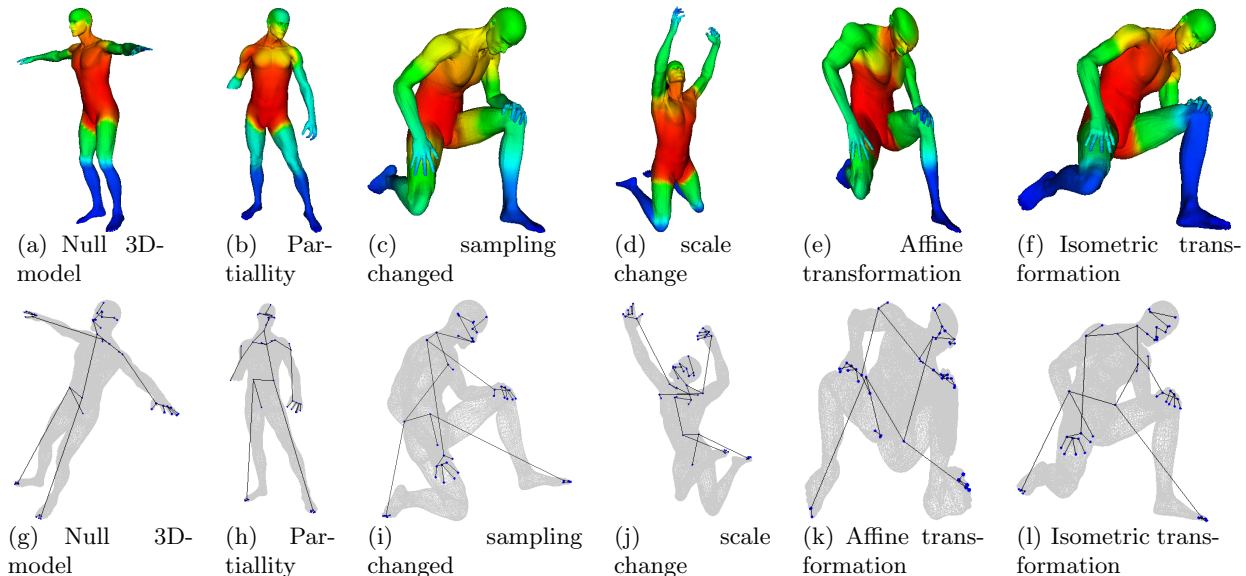 (a) Null 3D-
model
(b) Par-
tiallity
(c) sampling
changed
(d) scale
change
(e) Affine
transformation
(f) Isometric trans-
formation
(g) Null 3D-
model
(h) Par-
tiallity
(i) sampling
changed
(j) scale
change
(k) Affine trans-
formation
(l) Isometric trans-
formation